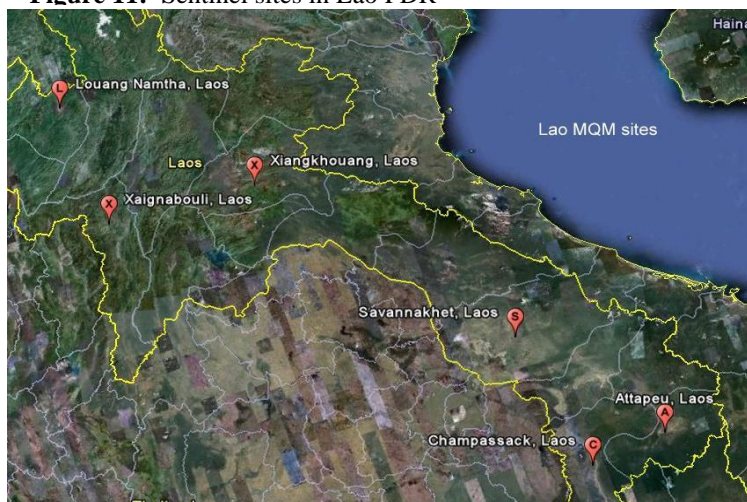 Figure 11: Sentinel sites in Lao PDR
Haina
L
Louang Namtha, Laos
Lao MQM sites
Laos
X
Xiangkhouang, Laos
X
Xaignabouli, Laos
Savannakhet, Laos
S
Attapeu, Laos
A
Champassack, Laos
C